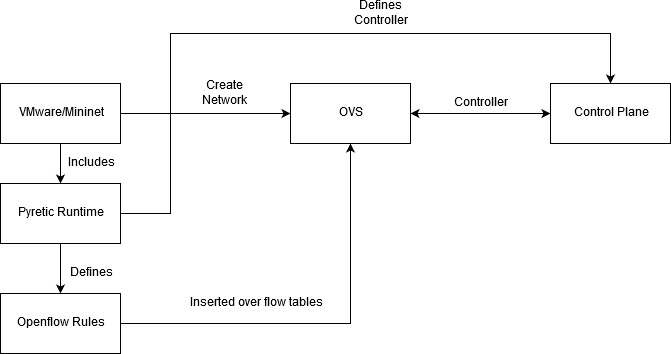 Defines
Controller
Create
Network
VMware/Mininet
OVS
Controller
Control Plane
Includes
Pyretic Runtime
Defines
Inserted over flow tables
Openflow Rules